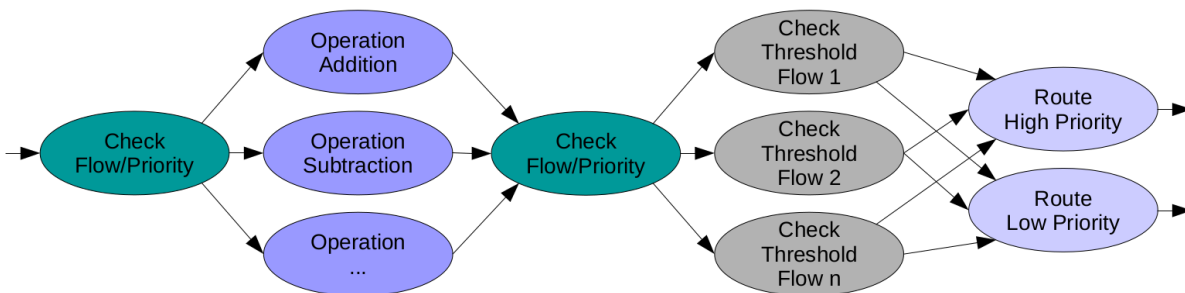 Check
Flow/Priority
Operation
Addition
Operation
Subtraction
Operation
...
Check
Flow/Priority
Check
Threshold
Flow 1
Check
Threshold
Flow 2
Check
Threshold
Flow n
Route
High Priority
Route
Low Priority